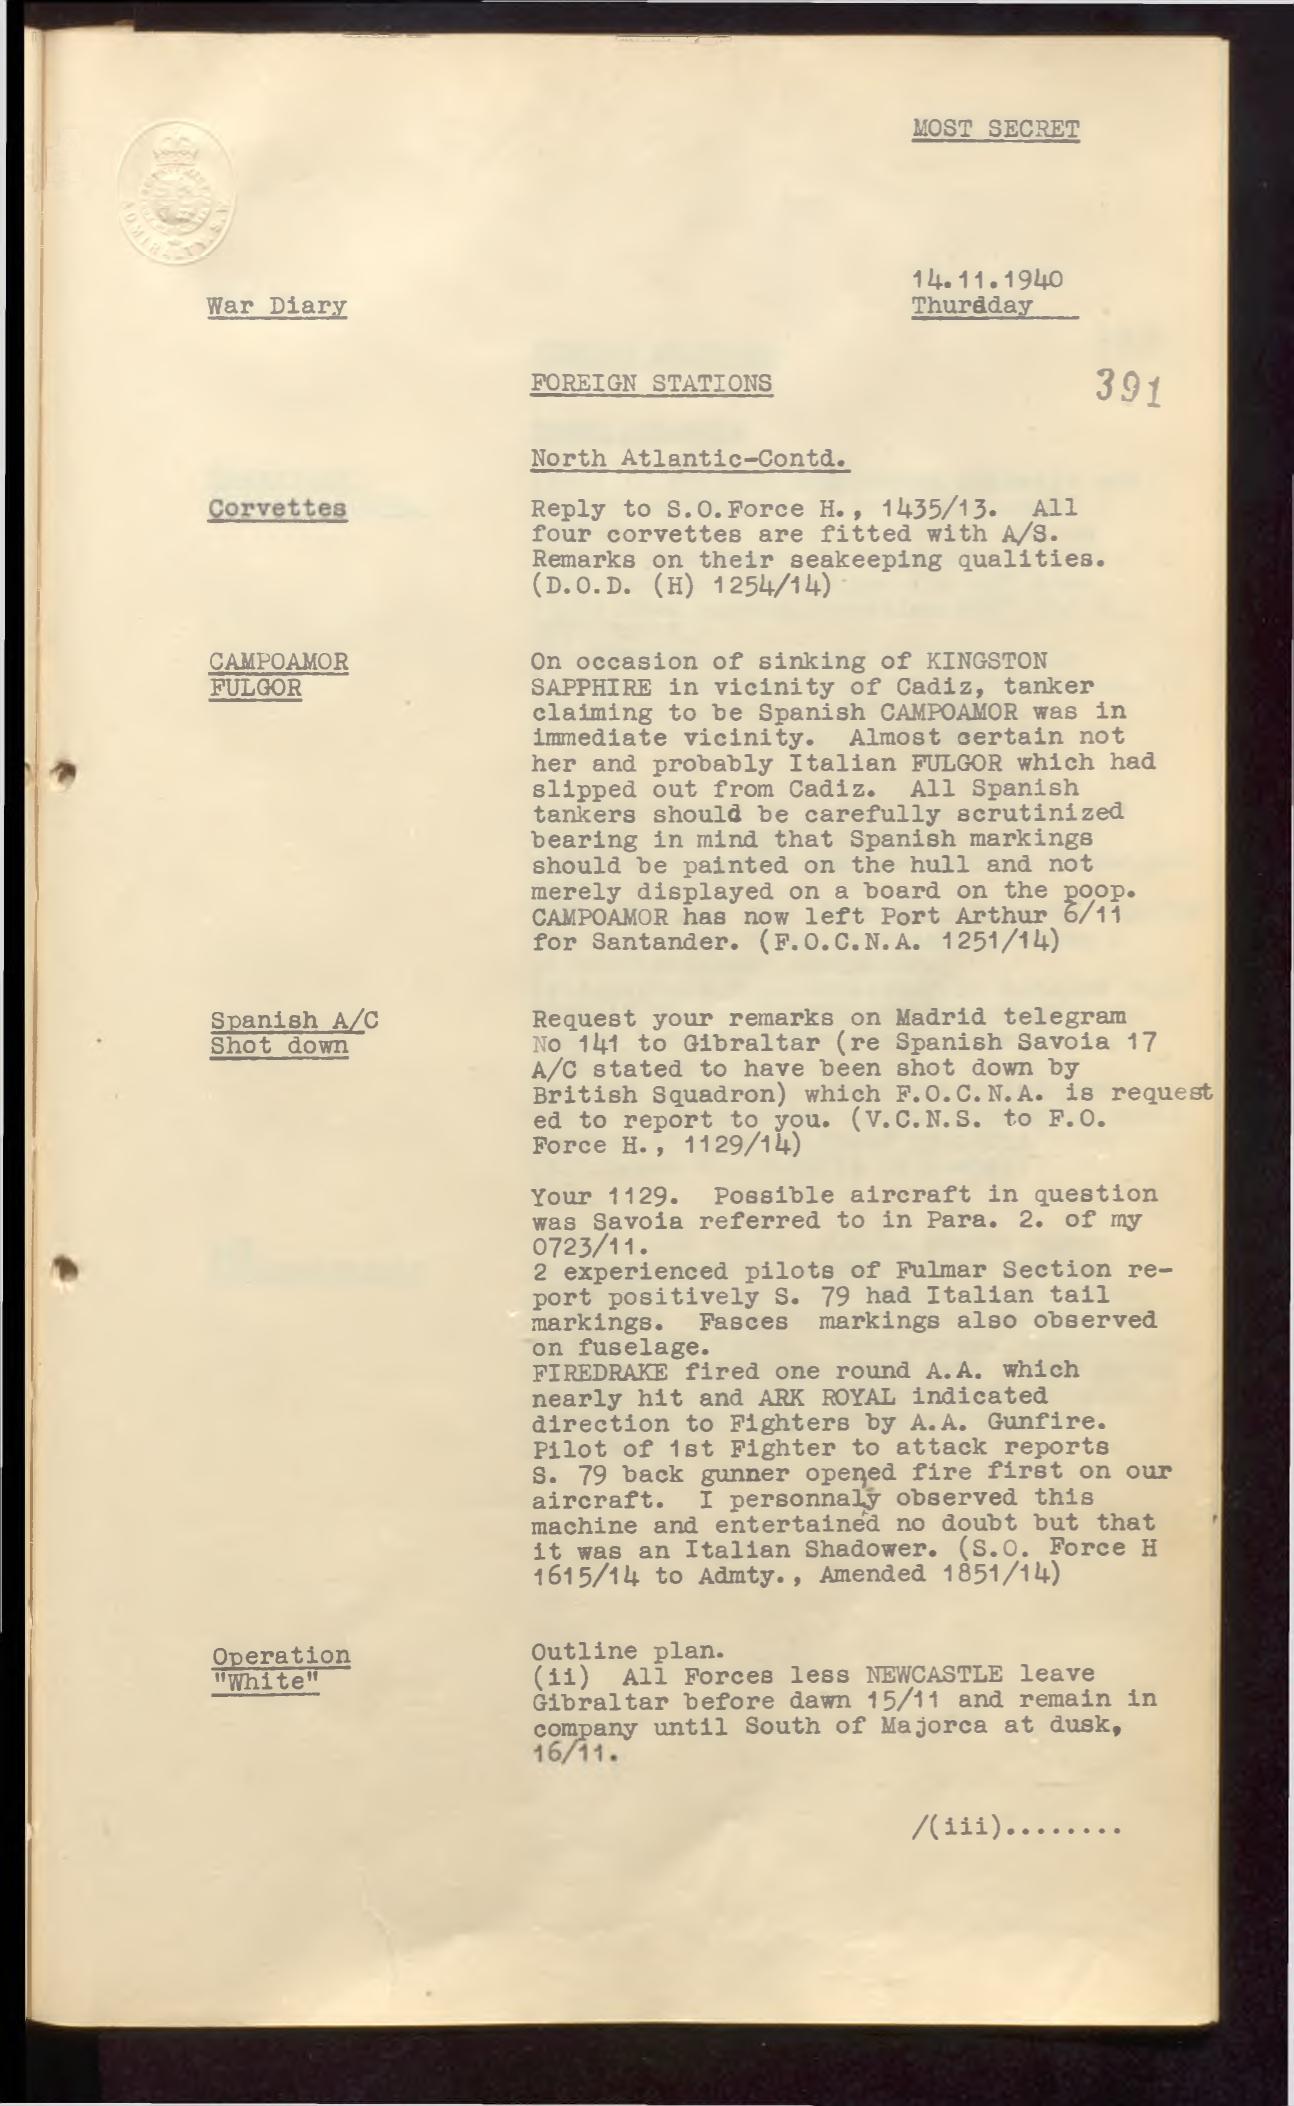 MOST SECRET
ADMIRALTY. S.W.
14.11.1940
War Diary
Thursday
FOREIGN STATIONS
391
North Atlantic-Contd.
Corvettes
Reply to S.O.Force H., 1435/13. All
four corvettes are fitted with A/S.
Remarks on their seakeeping qualities.
(D.O.D. (H) 1254/14)
CAMPOAMOR
FULGOR
On occasion of sinking of KINGSTON
SAPPHIRE in vicinity of Cadiz, tanker
claiming to be Spanish CAMPOAMOR was in
immediate vicinity. Almost certain not
her and probably Italian FULGOR which had
slipped out from Cadiz. All Spanish
tankers should be carefully scrutinized
bearing in mind that Spanish markings
should be painted on the hull and not
merely displayed on a board on the poop.
CAMPOAMOR has now left Port Arthur 6/11
for Santander. (F.O.C.N.A. 1251/14)
Spanish A/C
Shot down
Request your remarks on Madrid telegram
No 141 to Gibraltar (re Spanish Savoia 17
A/C stated to have been shot down by
British Squadron) which F.O.C.N.A. is request
ed to report to you. (V.C.N.S. to F.O.
Force H., 1129/14)
Your 1129. Possible aircraft in question
was Savoia referred to in Para. 2. of my
0723/11.
2 experienced pilots of Fulmar Section re-
port positively S. 79 had Italian tail
markings. Fasces markings also observed
on fuselage.
FIREDRAKE fired one round A.A. which
nearly hit and ARK ROYAL indicated
direction to Fighters by A.A. Gunfire.
Pilot of 1st Fighter to attack reports
S. 79 back gunner opened fire first on our
aircraft. I personnaly observed this
machine and entertained no doubt but that
it was an Italian Shadower. (S.O. Force H
1615/14 to Admty., Amended 1851/14)
Operation
"White"
Outline plan.
(ii) All Forces less NEWCASTLE leave
Gibraltar before dawn 15/11 and remain in
company until South of Majorca at dusk,
16/11.
/(iii)........